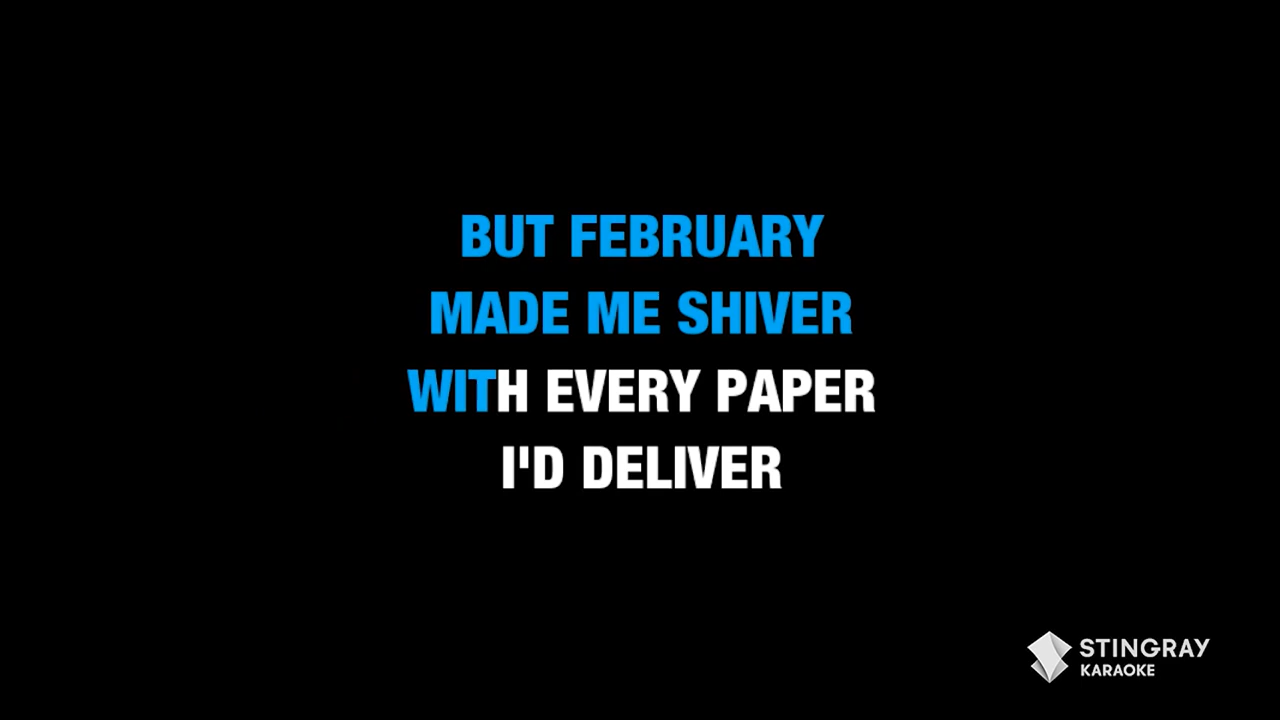 BUT FEBRUARY
MADE ME SHIVER
WITH EVERY PAPER
I'D DELIVER
STINGRAY
KARAOKE